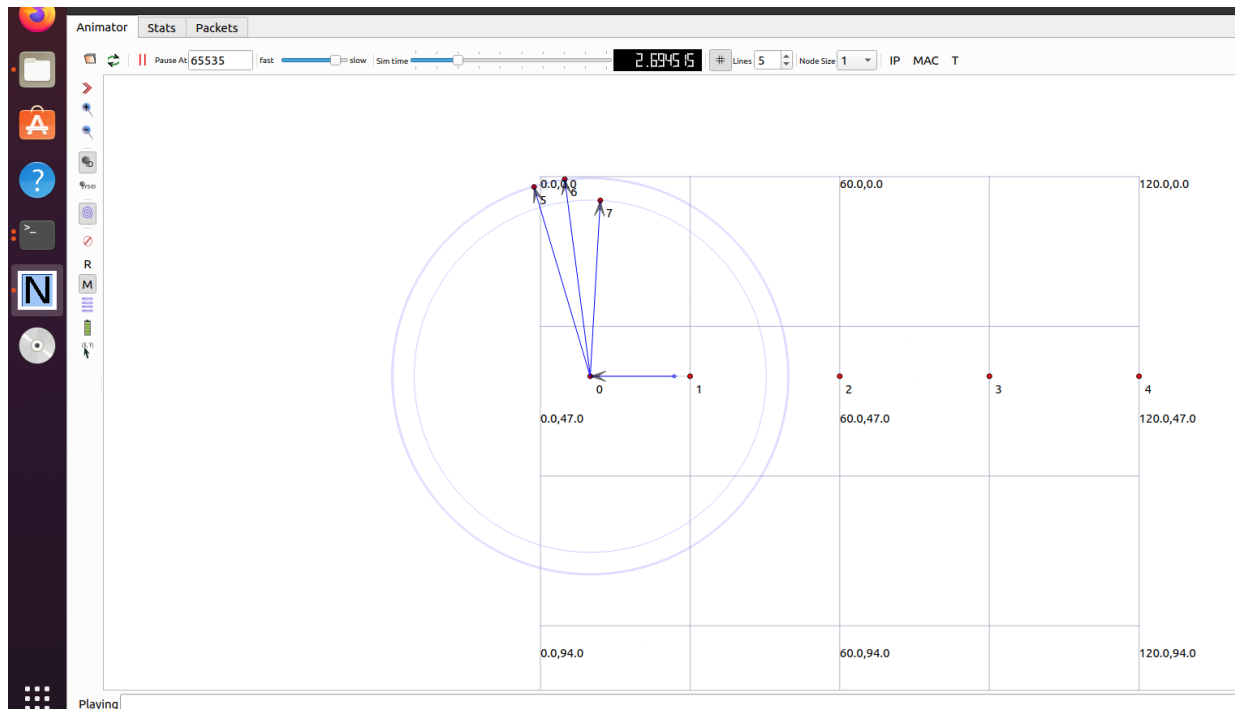 Animator Stats Packets
Pause At 65535 fast slow Sim time 2.694515 # Lines 5 Node Size 1 IP MAC T
ID
SYSID
R
M
(X,Y)
0.0,0.0 60.0,0.0 120.0,0.0
5 6 7
0 1 2 3 4
0.0,47.0 60.0,47.0 120.0,47.0
0.0,94.0 60.0,94.0 120.0,94.0
>_
N
Playing